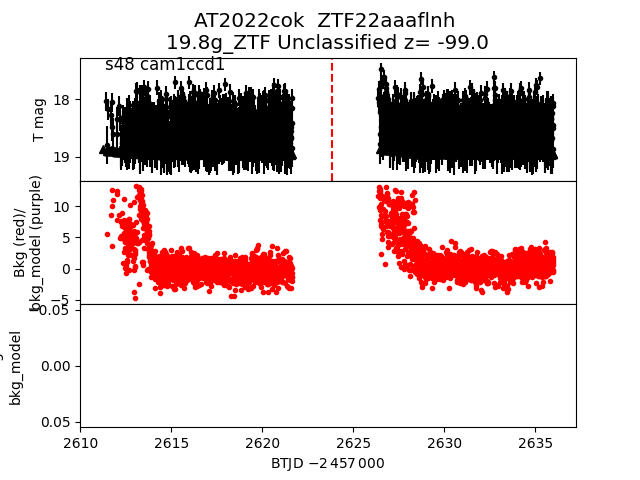 AT2022cok  ZTF22aaaflnh
19.8g_ZTF Unclassified z= -99.0
s48 cam1ccd1
18
19
T mag
10
5
0
−5
Bkg (red)/
bkg_model (purple)
0.05
0.00
0.05
bkg_model
2610 2615 2620 2625 2630 2635
BTJD −2 457 000